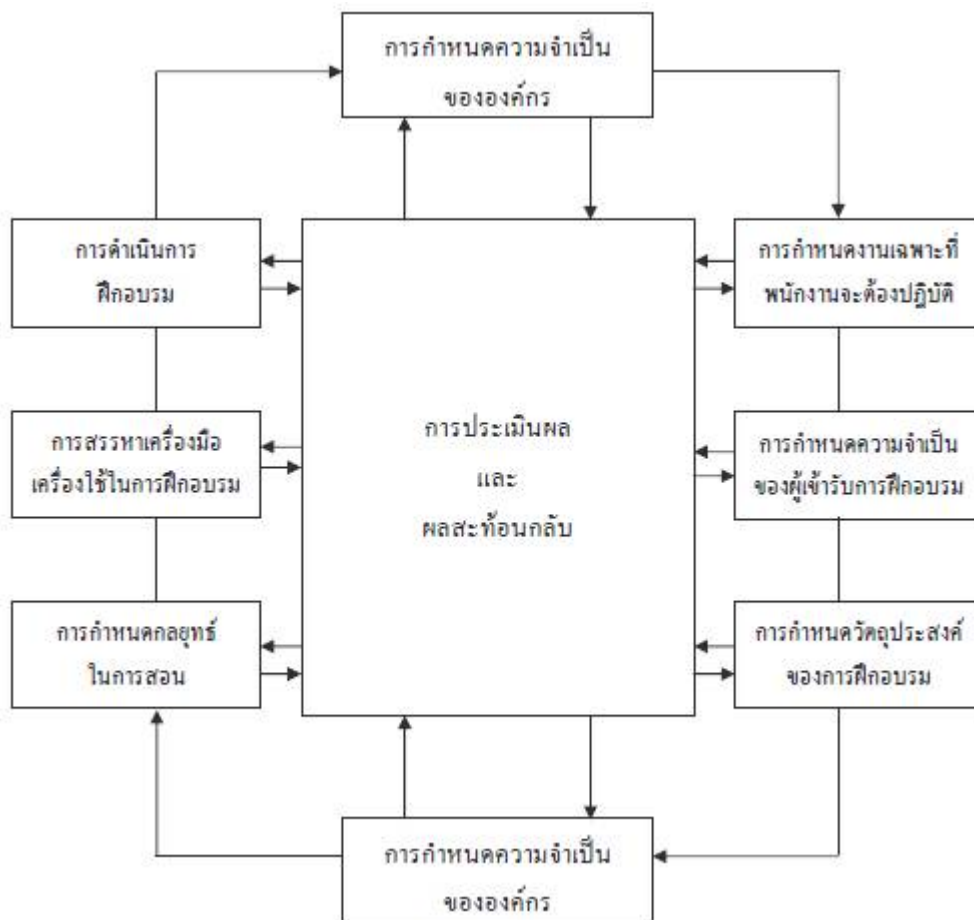 การกำหนดความจำเป็น
ขององค์กร
การดำเนินการ
ฝึกอบรม
การกำหนดงานเฉพาะที่
พนักงานจะต้องปฏิบัติ
การประเมินผล
และ
ผลสะท้อนกลับ
การสรรหาเครื่องมือ
เครื่องใช้ในการฝึกอบรม
การกำหนดความจำเป็น
ของผู้เข้ารับการฝึกอบรม
การกำหนดกลยุทธ์
ในการสอน
การกำหนดวัตถุประสงค์
ของการฝึกอบรม
การกำหนดความจำเป็น
ขององค์กร